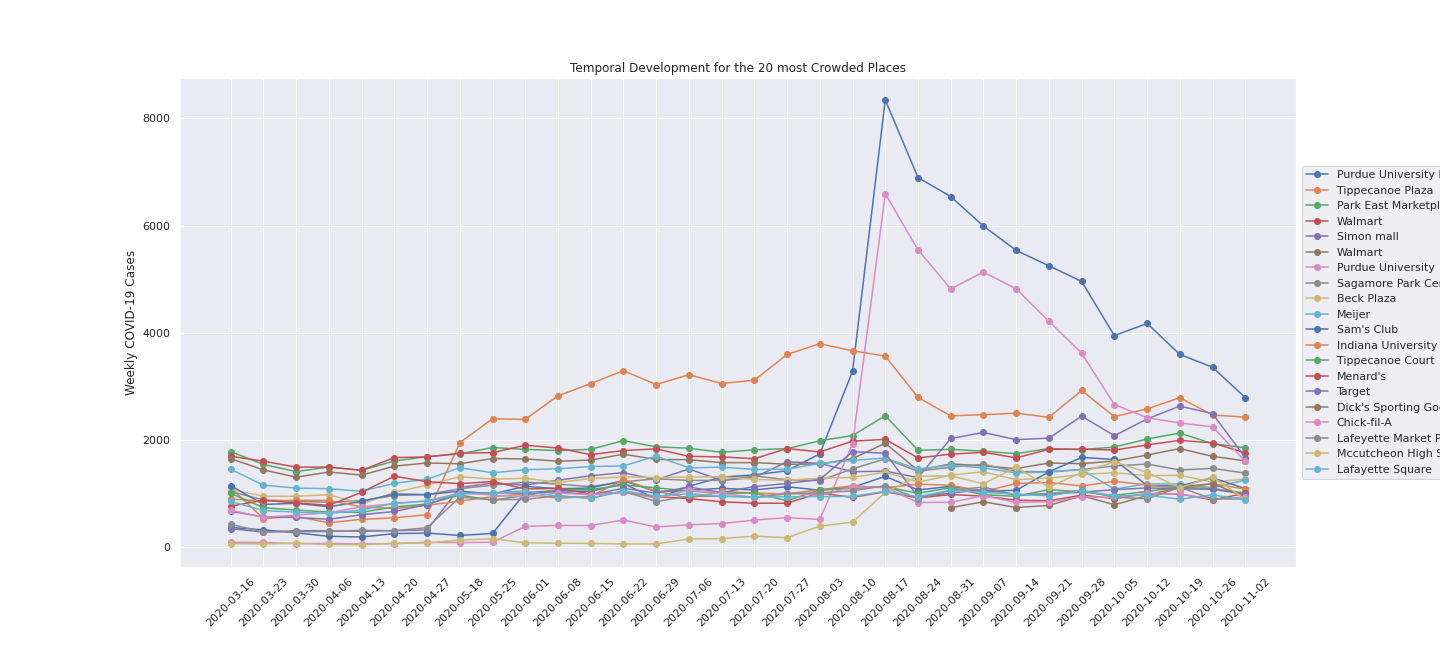 Temporal Development for the 20 most Crowded Places
Weekly COVID-19 Cases
8000
6000
4000
2000
0
2020-03-16
2020-03-23
2020-03-30
2020-04-06
2020-04-13
2020-04-20
2020-04-27
2020-05-18
2020-05-25
2020-06-01
2020-06-08
2020-06-15
2020-06-22
2020-06-29
2020-07-06
2020-07-13
2020-07-20
2020-07-27
2020-08-03
2020-08-10
2020-08-17
2020-08-24
2020-08-31
2020-09-07
2020-09-14
2020-09-21
2020-09-28
2020-10-05
2020-10-12
2020-10-19
2020-10-26
2020-11-02
Purdue University
Tippecanoe Plaza
Park East
Walmart
Simon mall
Walmart
Purdue University
Sagamore Park
Beck Plaza
Meijer
Sam's Club
Indiana University
Tippecanoe Court
Menard's
Target
Dick's Sporting
Chick-fil-A
Lafeyette Market
Mccutcheon High
Lafayette Square